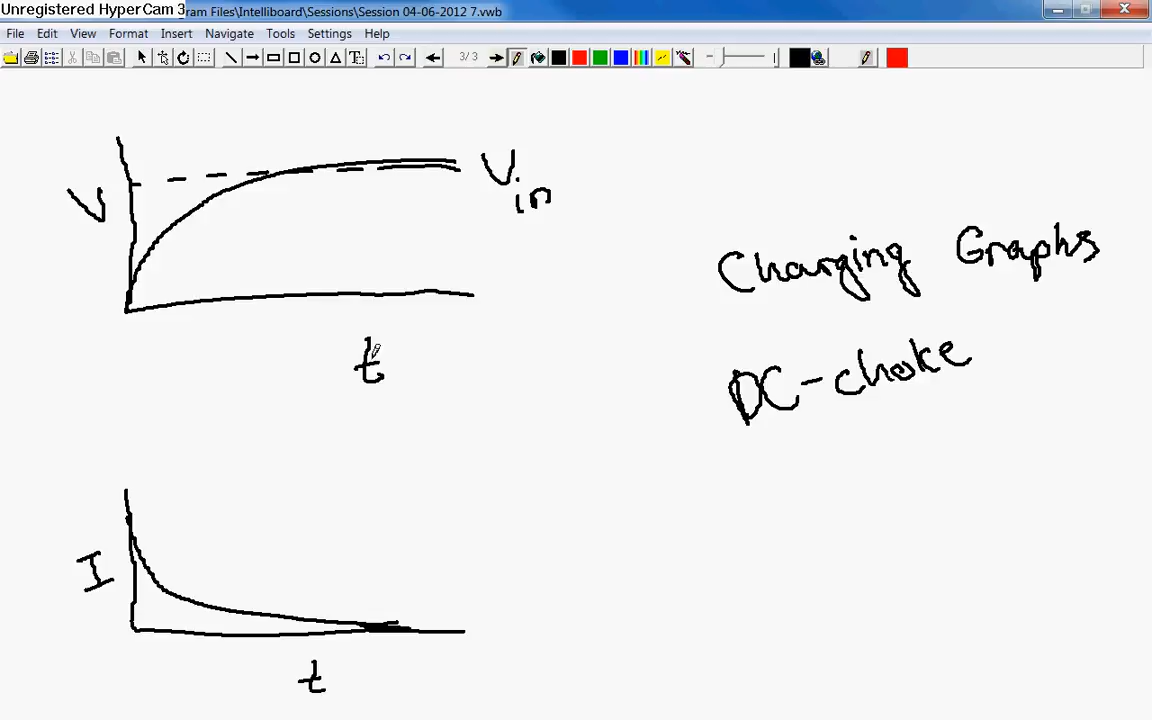 Unregistered HyperCam 3
ram Files\Intelliboard\Sessions\Session 04-06-2012 7.vwb
File Edit View Format Insert Navigate Tools Settings Help
3/3
V
V in
t
Charging Graphs
DC-choke
I
t